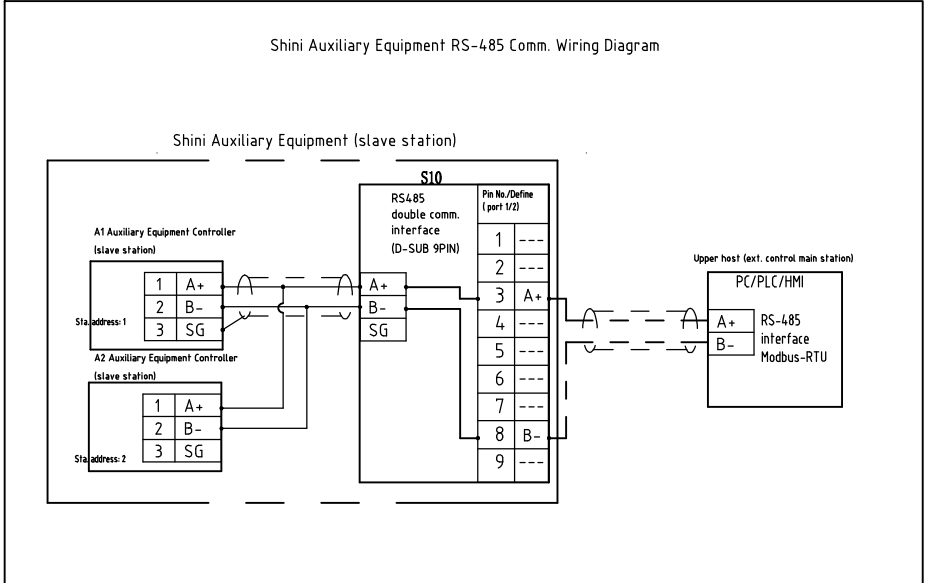 Shini Auxiliary Equipment RS-485 Comm. Wiring Diagram
Shini Auxiliary Equipment (slave station)
S10
RS485
double comm.
interface
(D-SUB 9PIN)
Pin No./Define
( port 1/2)
A1 Auxiliary Equipment Controller
(slave station)
1 A+
2 B-
3 SG
Sta.address: 1
A2 Auxiliary Equipment Controller
(slave station)
1 A+
2 B-
3 SG
Sta.address: 2
A+
B-
SG
1 ---
2 ---
3 A+
4 ---
5 ---
6 ---
7 ---
8 B-
9 ---
Upper host (ext. control main station)
PC/PLC/HMI
A+
B-
RS-485
interface
Modbus-RTU